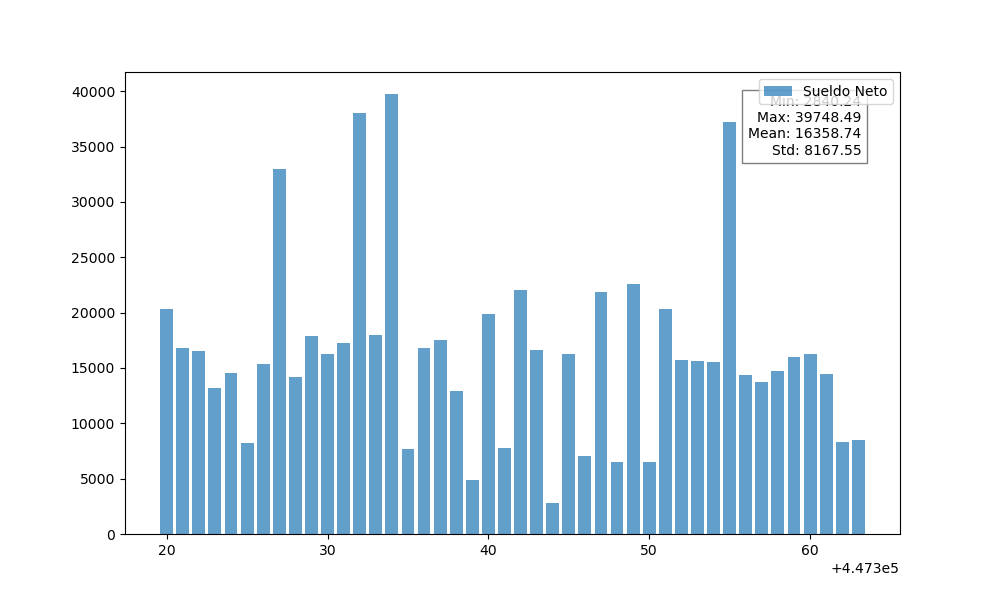 40000
35000
30000
25000
20000
15000
10000
5000
0
20 30 40 50 60
+4.473e5
Sueldo Neto
Min: 2840.24
Max: 39748.49
Mean: 16358.74
Std: 8167.55